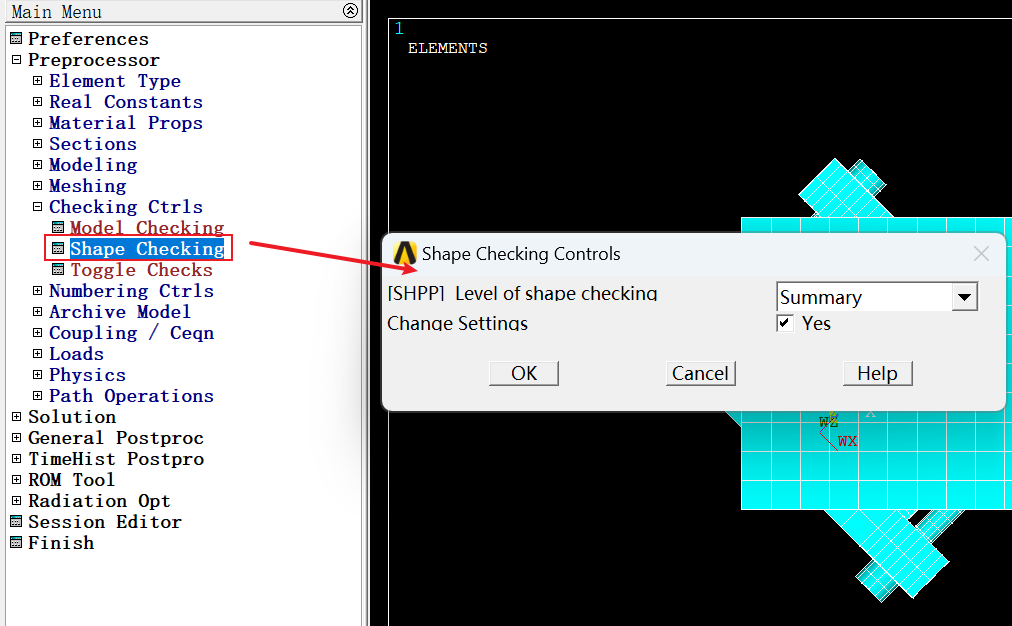 Main Menu
Preferences
Preprocessor
Element Type
Real Constants
Material Props
Sections
Modeling
Meshing
Checking Ctrls
Model Checking
Shape Checking
Toggle Checks
Numbering Ctrls
Archive Model
Coupling / Ceqn
Loads
Physics
Path Operations
Solution
General Postproc
TimeHist Postpro
ROM Tool
Radiation Opt
Session Editor
Finish
1
ELEMENTS
Shape Checking Controls
[SHPP] Level of shape checking
Summary
Change Settings
Yes
OK
Cancel
Help
X
WX